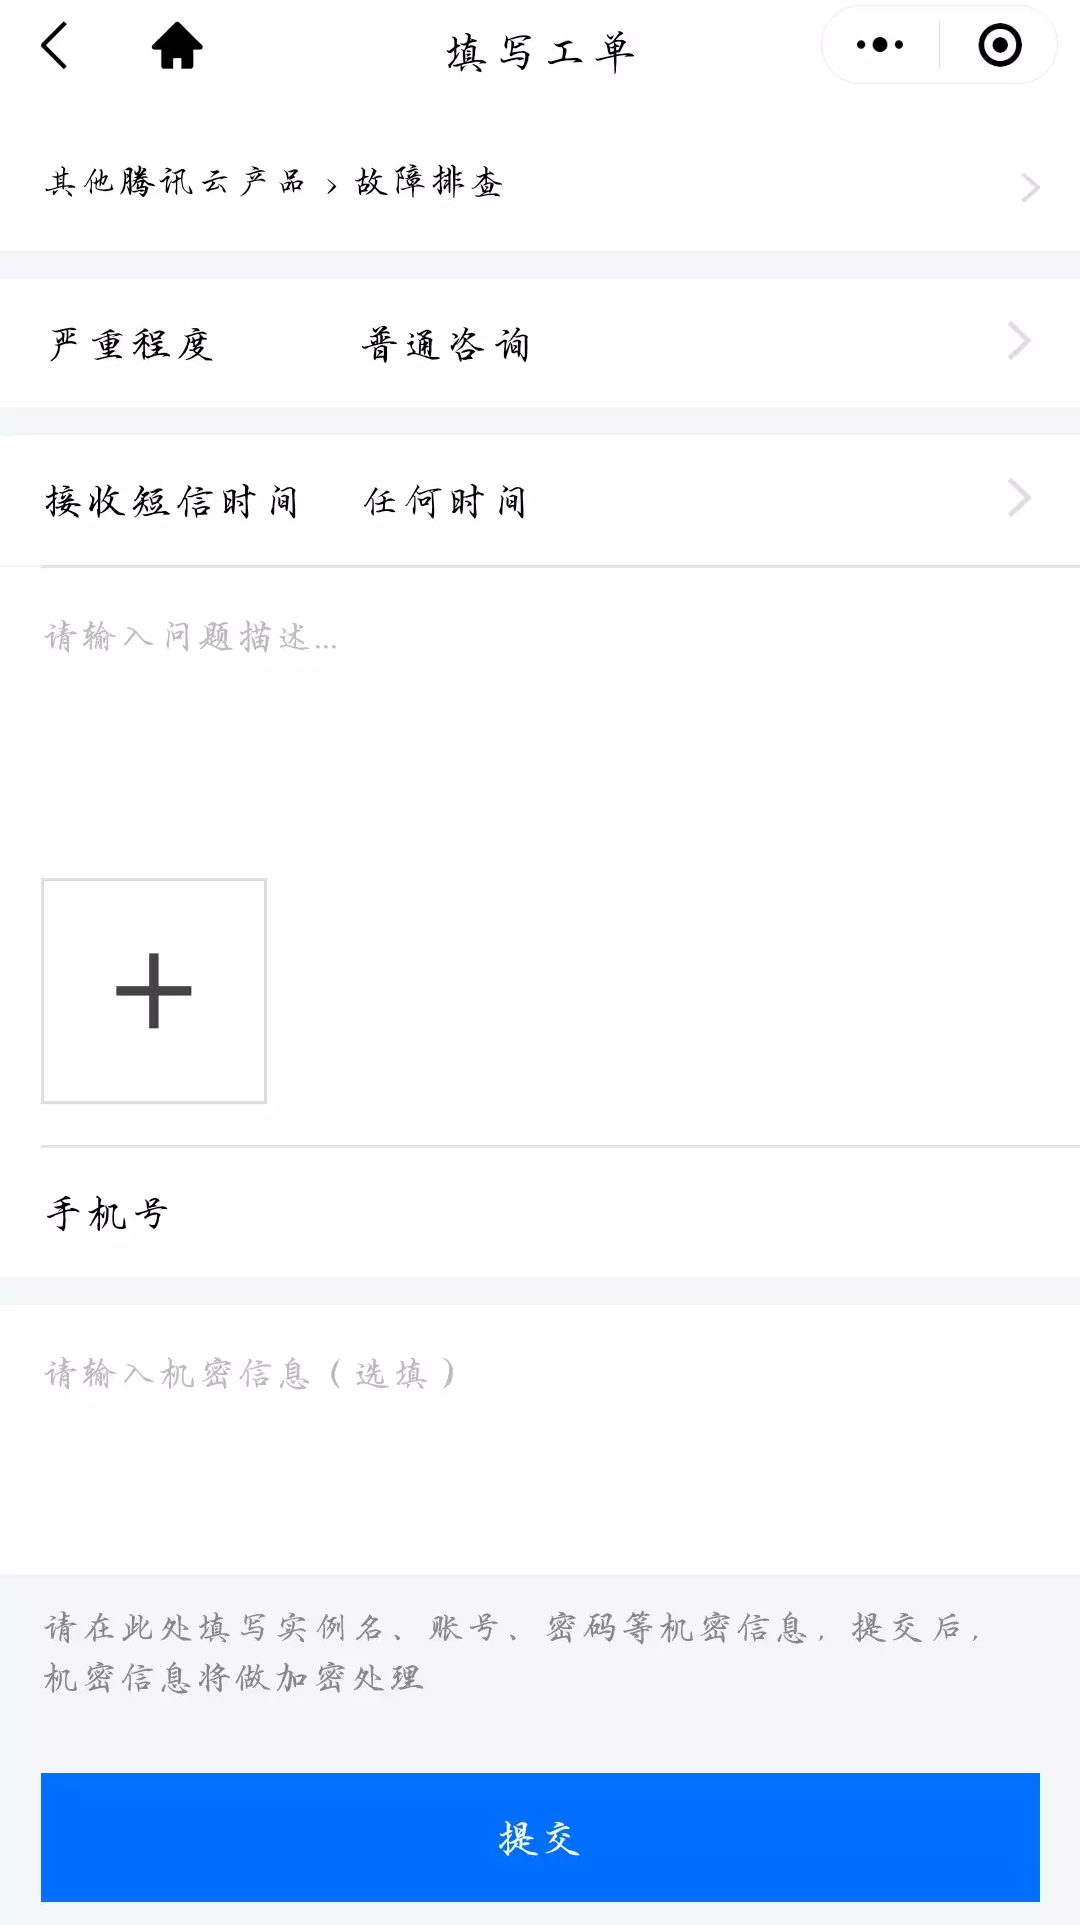 填写工单
其他腾讯云产品 > 故障排查
严重程度 普通咨询
接收短信时间 任何时间
请输入问题描述...
手机号
请输入机密信息（选填）
请在此处填写实例名、账号、密码等机密信息，提交后，
机密信息将做加密处理
提交